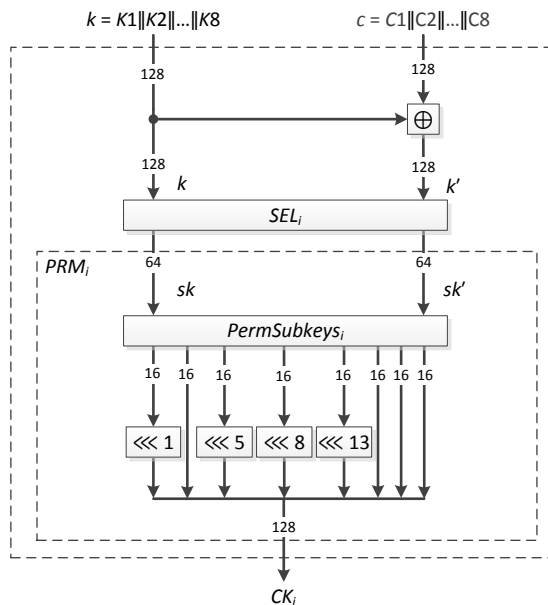 k = K1‖K2‖...‖K8 c = C1‖C2‖...‖C8
128 128
⊕
128 128
k k′
SELᵢ
64 64
PRMᵢ
sk sk′
PermSubkeysᵢ
16 16 16 16 16 16 16 16
⋘ 1 ⋘ 5 ⋘ 8 ⋘ 13
128
CKᵢ